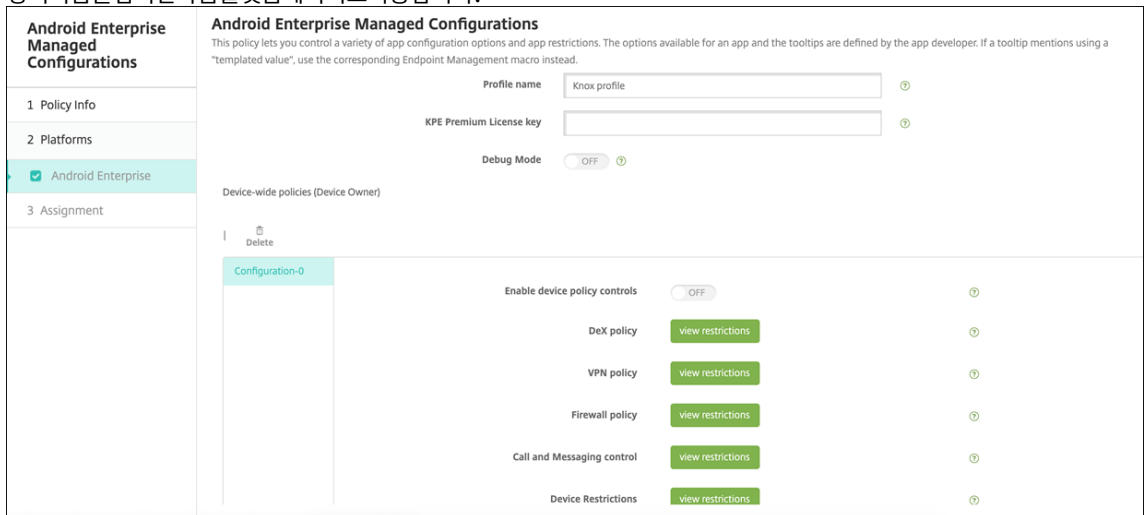 Android Enterprise
Managed
Configurations
1 Policy Info
2 Platforms
Android Enterprise
3 Assignment
Android Enterprise Managed Configurations
This policy lets you control a variety of app configuration options and app restrictions. The options available for an app and the tooltips are defined by the app developer. If a tooltip mentions using a
"templated value", use the corresponding Endpoint Management macro instead.
Profile name
Knox profile
KPE Premium License key
Debug Mode
OFF
Device-wide policies (Device Owner)
Delete
Configuration-0
Enable device policy controls
OFF
DeX policy
view restrictions
VPN policy
view restrictions
Firewall policy
view restrictions
Call and Messaging control
view restrictions
Device Restrictions
view restrictions